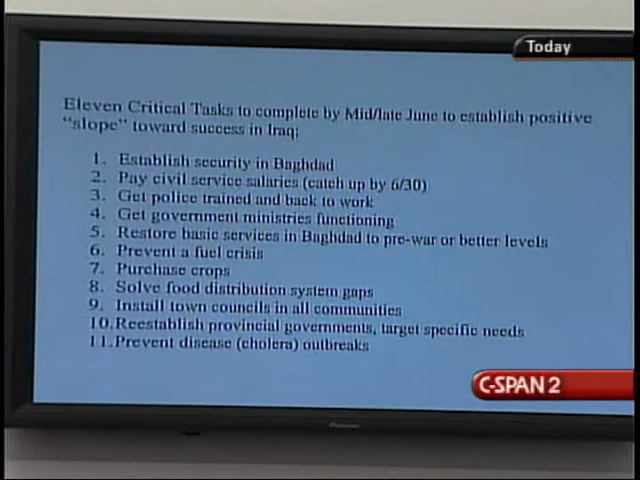 Today
Eleven Critical Tasks to complete by Mid/late June to establish positive
“slope” toward success in Iraq:
1. Establish security in Baghdad
2. Pay civil service salaries (catch up by 6/30)
3. Get police trained and back to work
4. Get government ministries functioning
5. Restore basic services in Baghdad to pre-war or better levels
6. Prevent a fuel crisis
7. Purchase crops
8. Solve food distribution system gaps
9. Install town councils in all communities
10. Reestablish provincial governments, target specific needs
11. Prevent disease (cholera) outbreaks
C-SPAN 2
Pioneer